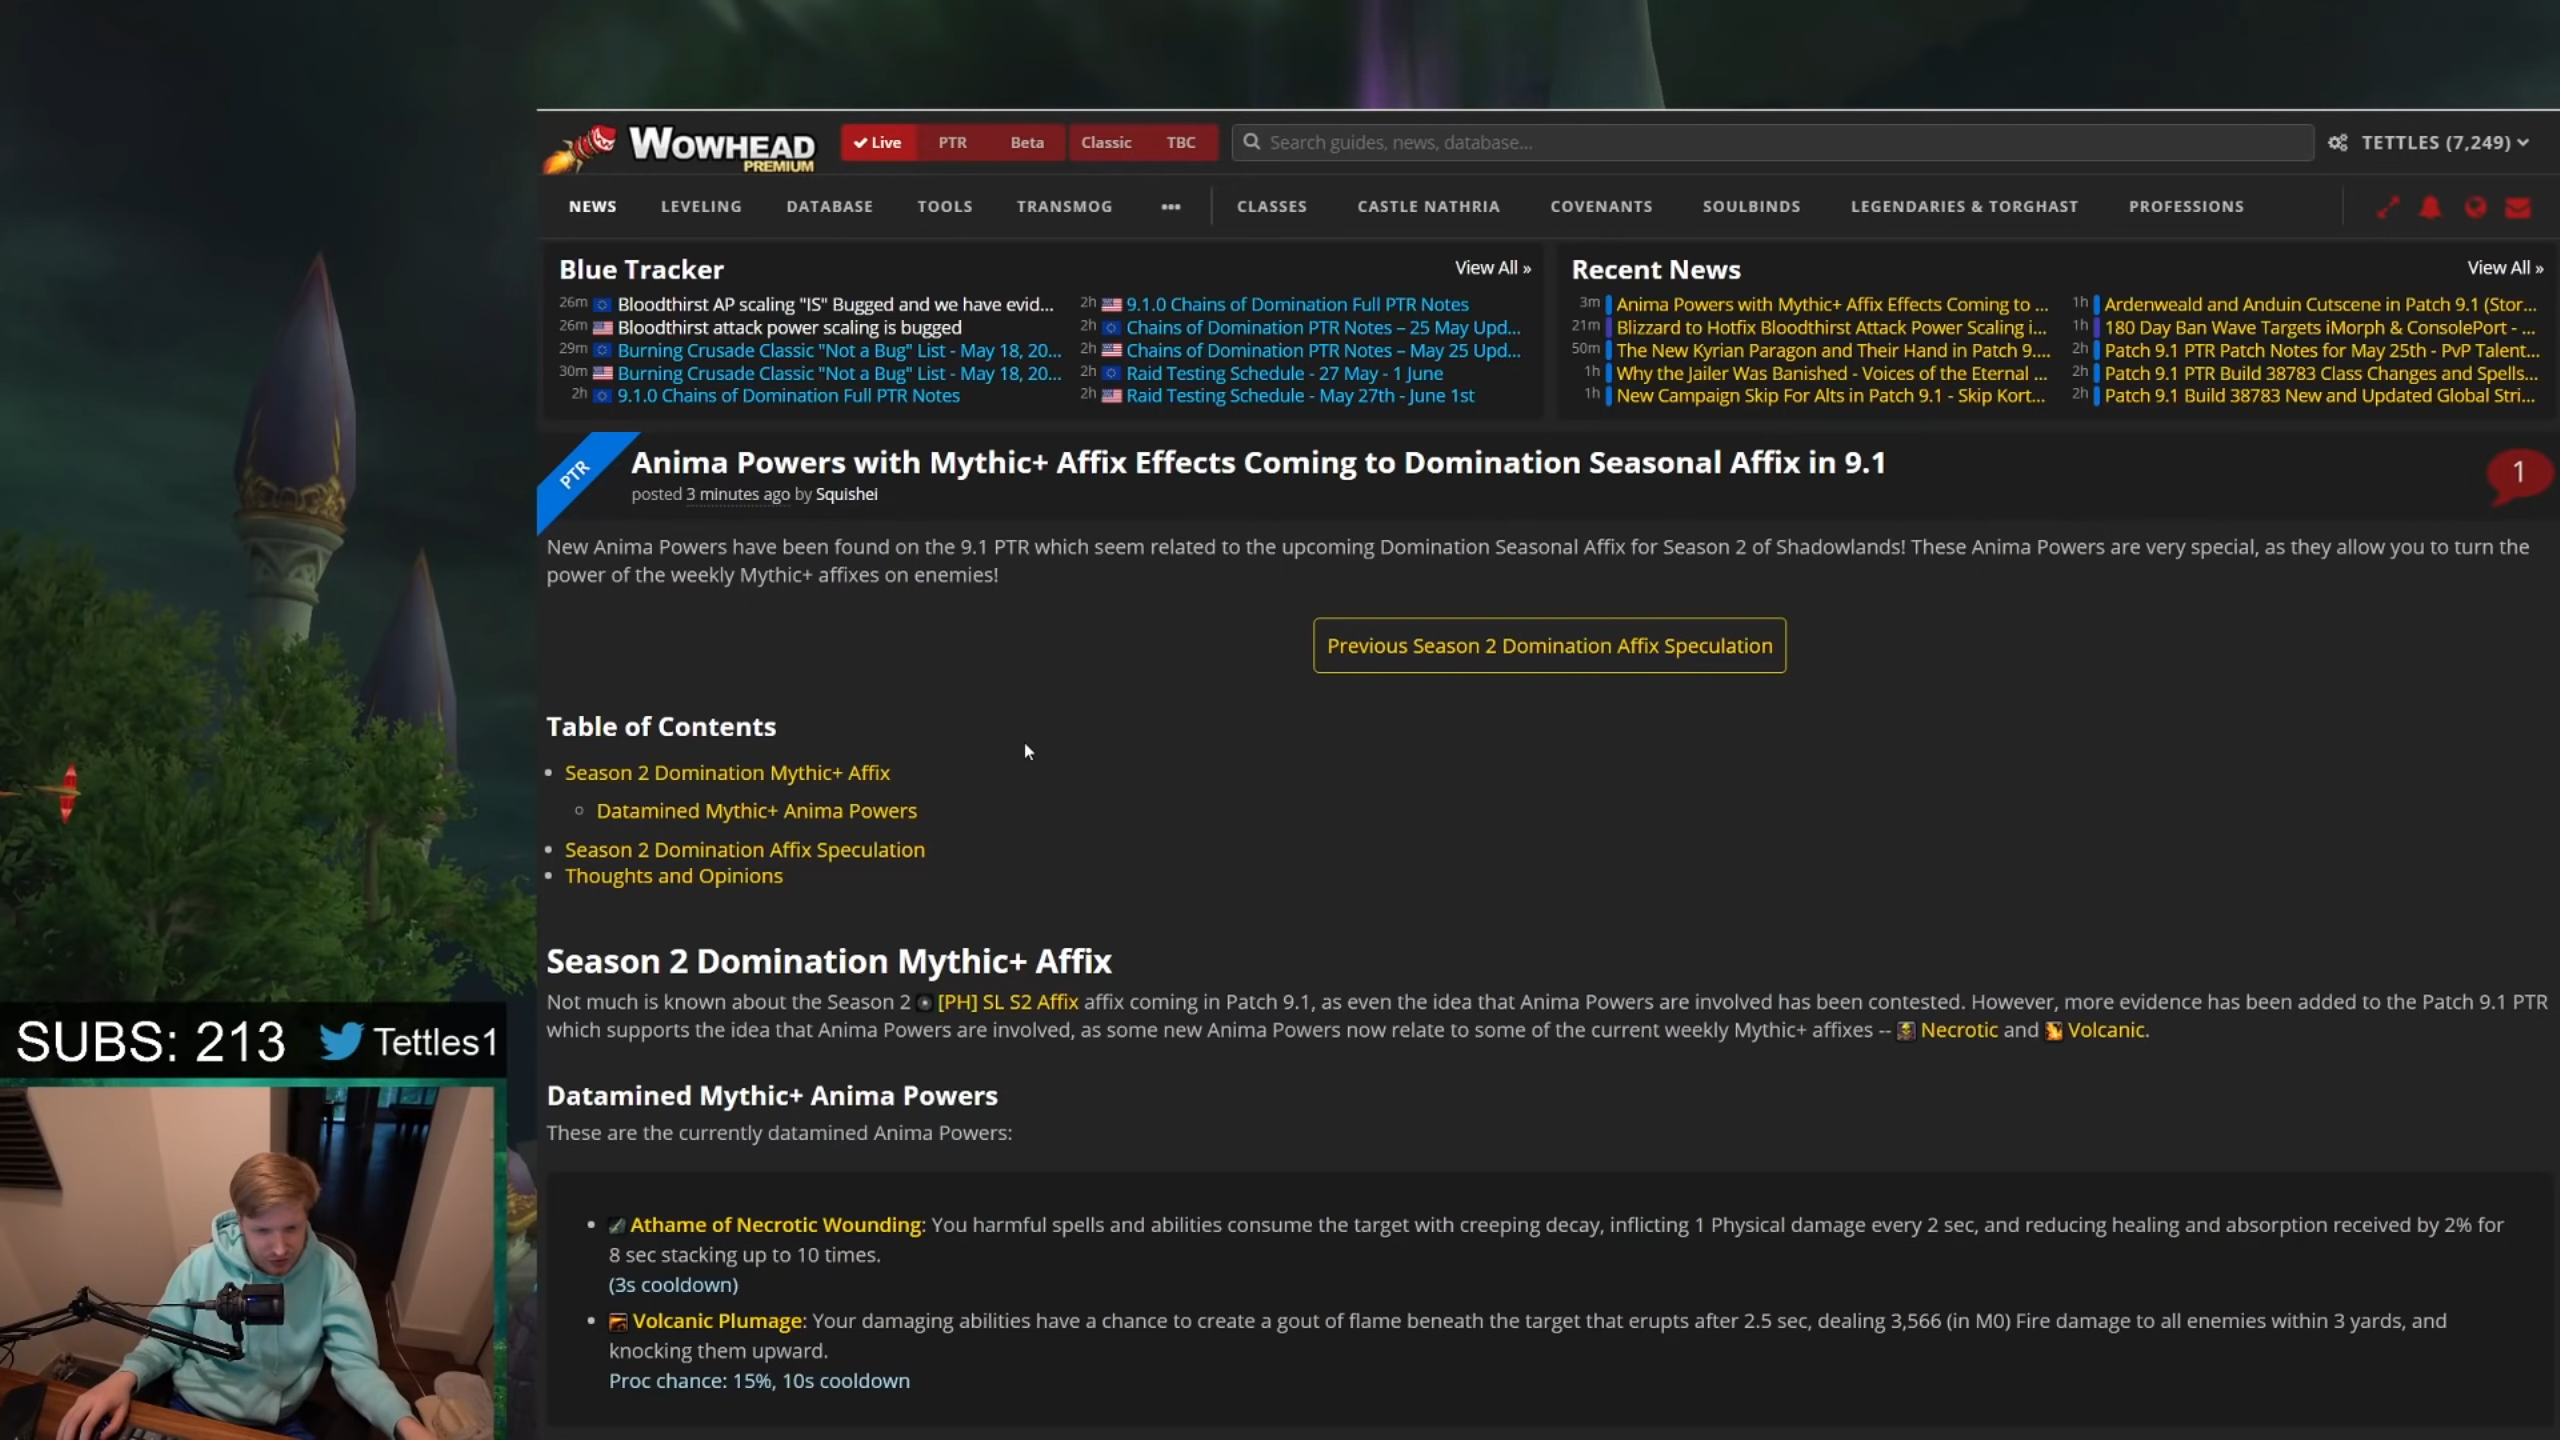 WOWHEAD
PREMIUM
Live PTR Beta Classic TBC
Search guides, news, database...
TETTLES (7,249)
NEWS LEVELING DATABASE TOOLS TRANSMOG ••• CLASSES CASTLE NATHRIA COVENANTS SOULBINDS LEGENDARIES & TORGHAST PROFESSIONS
Blue Tracker View All »
26m Bloodthirst AP scaling "IS" Bugged and we have evid...
26m Bloodthirst attack power scaling is bugged
29m Burning Crusade Classic "Not a Bug" List - May 18, 20...
30m Burning Crusade Classic "Not a Bug" List - May 18, 20...
2h 9.1.0 Chains of Domination Full PTR Notes
2h 9.1.0 Chains of Domination Full PTR Notes
2h Chains of Domination PTR Notes – 25 May Upd...
2h Chains of Domination PTR Notes – May 25 Upd...
2h Raid Testing Schedule - 27 May - 1 June
2h Raid Testing Schedule - May 27th - June 1st
Recent News View All »
3m Anima Powers with Mythic+ Affix Effects Coming to ...
21m Blizzard to Hotfix Bloodthirst Attack Power Scaling i...
50m The New Kyrian Paragon and Their Hand in Patch 9....
1h Why the Jailer Was Banished - Voices of the Eternal ...
1h New Campaign Skip For Alts in Patch 9.1 - Skip Kort...
1h Ardenweald and Anduin Cutscene in Patch 9.1 (Stor...
1h 180 Day Ban Wave Targets iMorph & ConsolePort - ...
2h Patch 9.1 PTR Patch Notes for May 25th - PvP Talent...
2h Patch 9.1 PTR Build 38783 Class Changes and Spells...
2h Patch 9.1 Build 38783 New and Updated Global Stri...
PTR
Anima Powers with Mythic+ Affix Effects Coming to Domination Seasonal Affix in 9.1
1
posted 3 minutes ago by Squishei
New Anima Powers have been found on the 9.1 PTR which seem related to the upcoming Domination Seasonal Affix for Season 2 of Shadowlands! These Anima Powers are very special, as they allow you to turn the
power of the weekly Mythic+ affixes on enemies!
Previous Season 2 Domination Affix Speculation
Table of Contents
• Season 2 Domination Mythic+ Affix
◦ Datamined Mythic+ Anima Powers
• Season 2 Domination Affix Speculation
• Thoughts and Opinions
Season 2 Domination Mythic+ Affix
Not much is known about the Season 2 [PH] SL S2 Affix affix coming in Patch 9.1, as even the idea that Anima Powers are involved has been contested. However, more evidence has been added to the Patch 9.1 PTR
which supports the idea that Anima Powers are involved, as some new Anima Powers now relate to some of the current weekly Mythic+ affixes -- Necrotic and Volcanic.
Datamined Mythic+ Anima Powers
These are the currently datamined Anima Powers:
• Athame of Necrotic Wounding: You harmful spells and abilities consume the target with creeping decay, inflicting 1 Physical damage every 2 sec, and reducing healing and absorption received by 2% for
8 sec stacking up to 10 times.
(3s cooldown)
• Volcanic Plumage: Your damaging abilities have a chance to create a gout of flame beneath the target that erupts after 2.5 sec, dealing 3,566 (in M0) Fire damage to all enemies within 3 yards, and
knocking them upward.
Proc chance: 15%, 10s cooldown
SUBS: 213 Tettles1